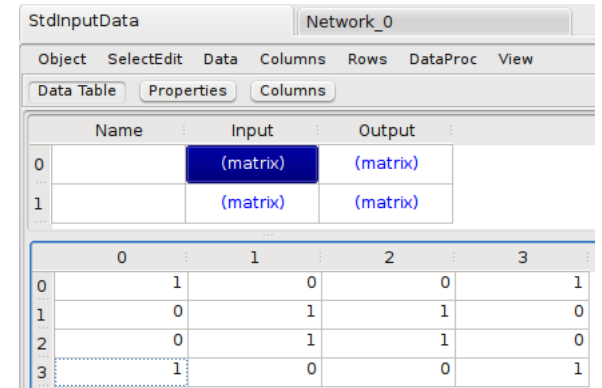 StdInputData Network_0
Object SelectEdit Data Columns Rows DataProc View
Data Table Properties Columns
Name Input Output
0 (matrix) (matrix)
1 (matrix) (matrix)
0 1 2 3
0 1 0 0 1
1 0 1 1 0
2 0 1 1 0
3 1 0 0 1